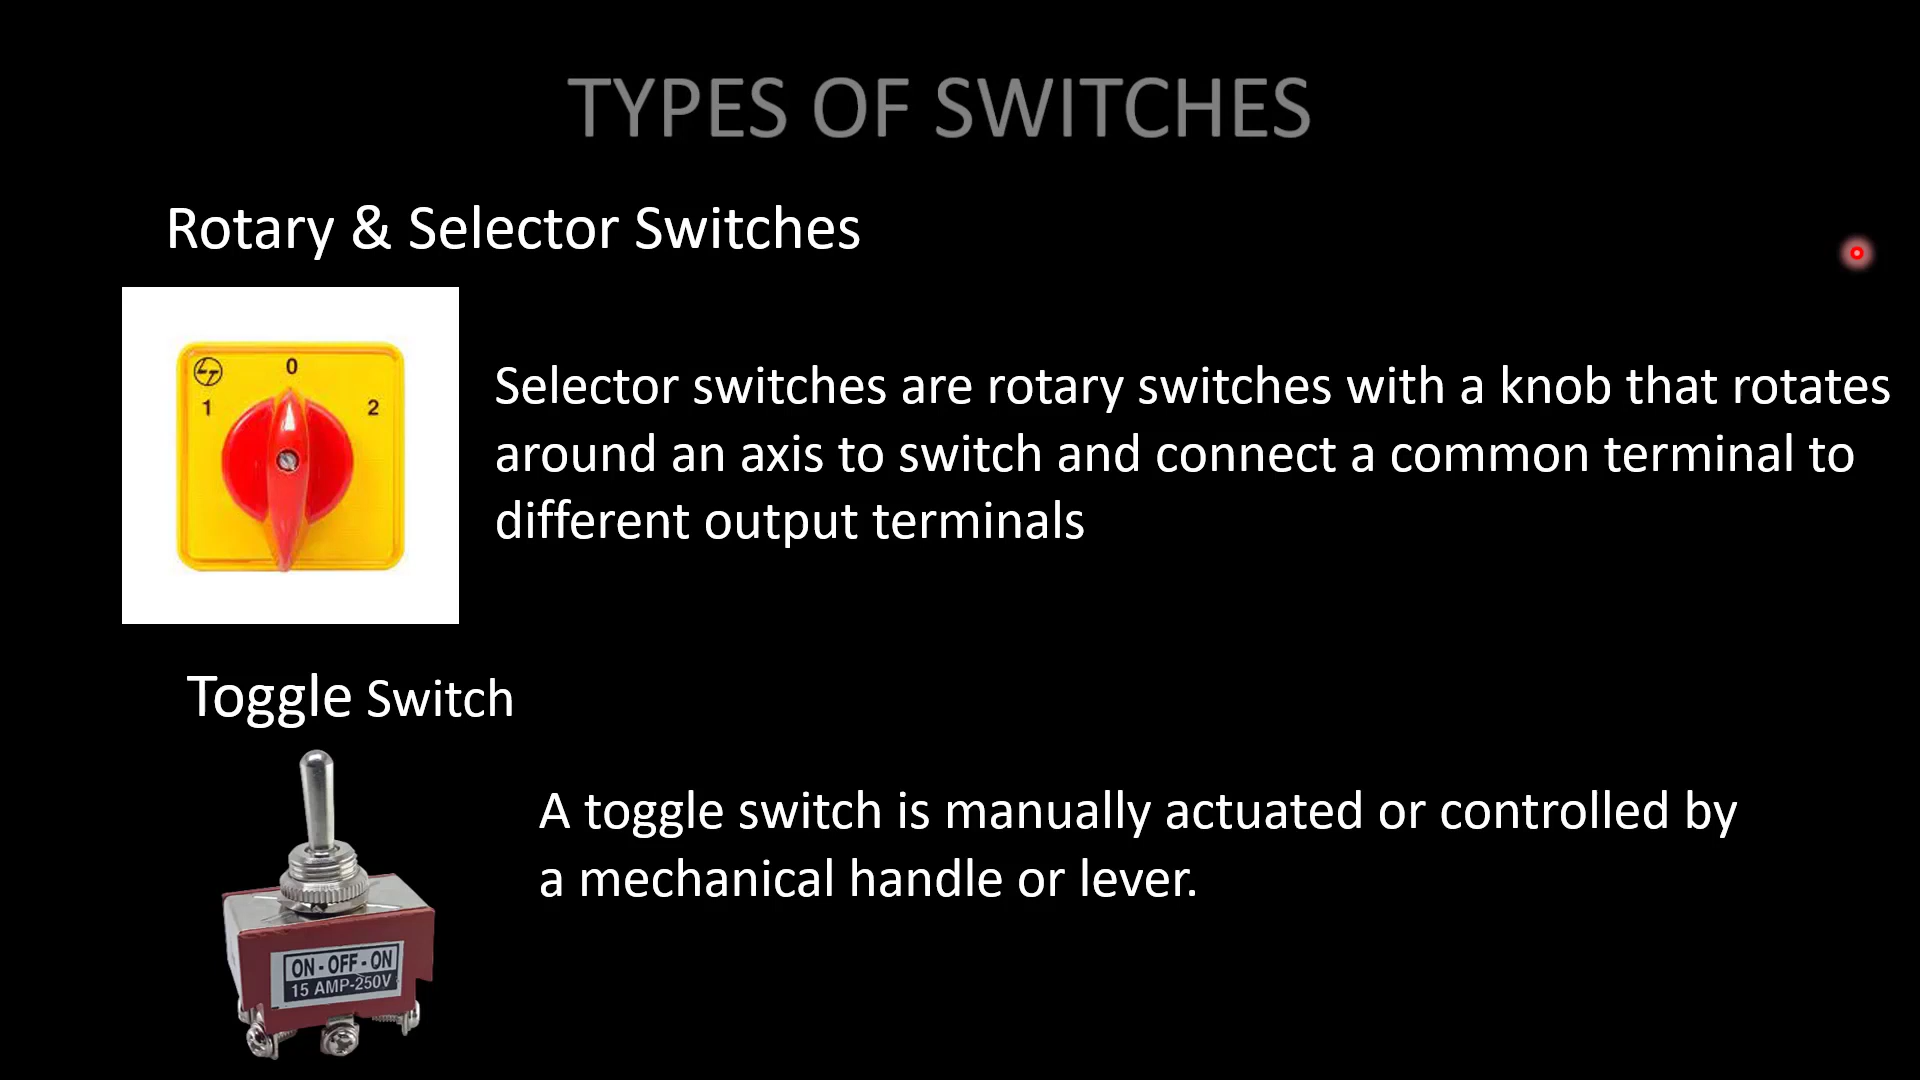 TYPES OF SWITCHES
Rotary & Selector Switches
0
1
2
Selector switches are rotary switches with a knob that rotates
around an axis to switch and connect a common terminal to
different output terminals
Toggle Switch
A toggle switch is manually actuated or controlled by
a mechanical handle or lever.
ON - OFF - ON
15 AMP-250V